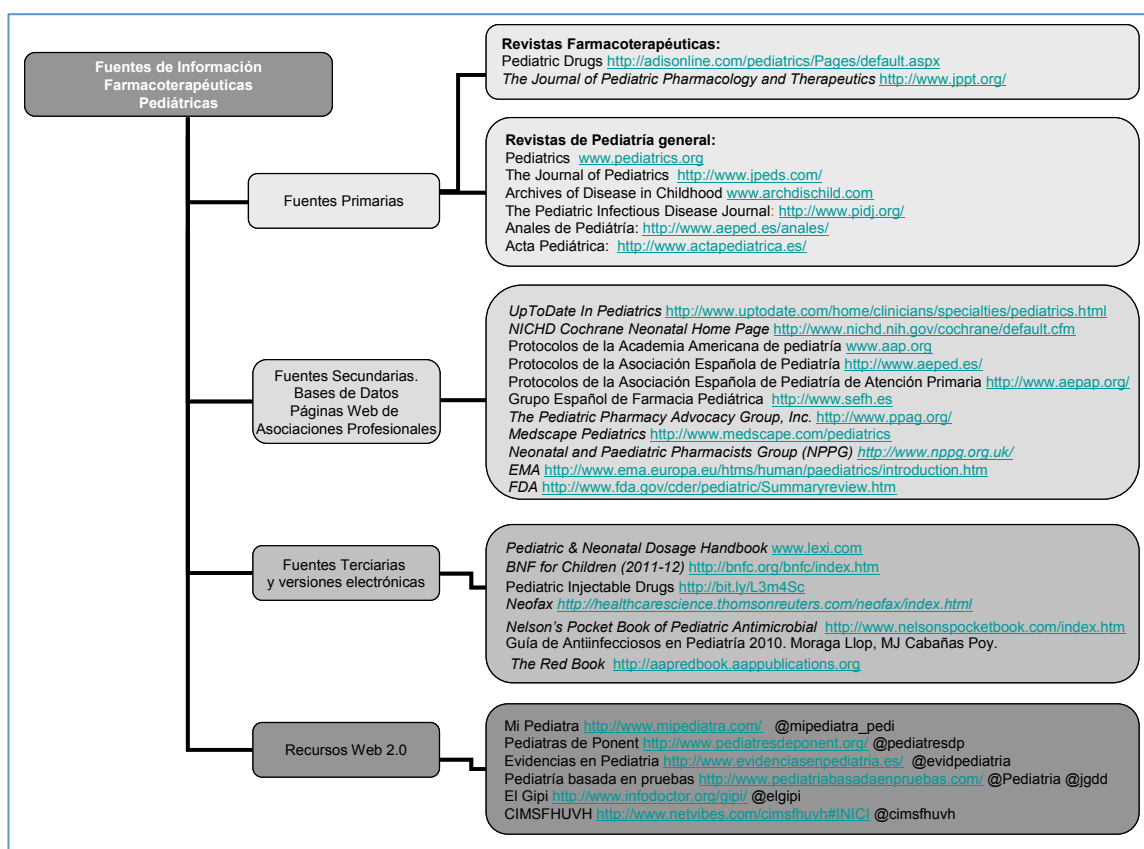 Fuentes de Información
Farmacoterapéuticas
Pediátricas
Revistas Farmacoterapéuticas:
Pediatric Drugs http://adisonline.com/pediatrics/Pages/default.aspx
The Journal of Pediatric Pharmacology and Therapeutics http://www.jppt.org/
Fuentes Primarias
Revistas de Pediatría general:
Pediatrics www.pediatrics.org
The Journal of Pediatrics http://www.jpeds.com/
Archives of Disease in Childhood www.archdischild.com
The Pediatric Infectious Disease Journal: http://www.pidj.org/
Anales de Pediátría: http://www.aeped.es/anales/
Acta Pediátrica: http://www.actapediatrica.es/
Fuentes Secundarias.
Bases de Datos
Páginas Web de
Asociaciones Profesionales
UpToDate In Pediatrics http://www.uptodate.com/home/clinicians/specialties/pediatrics.html
NICHD Cochrane Neonatal Home Page http://www.nichd.nih.gov/cochrane/default.cfm
Protocolos de la Academia Americana de pediatría www.aap.org
Protocolos de la Asociación Española de Pediatría http://www.aeped.es/
Protocolos de la Asociación Española de Pediatría de Atención Primaria http://www.aepap.org/
Grupo Español de Farmacia Pediátrica http://www.sefh.es
The Pediatric Pharmacy Advocacy Group, Inc. http://www.ppag.org/
Medscape Pediatrics http://www.medscape.com/pediatrics
Neonatal and Paediatric Pharmacists Group (NPPG) http://www.nppg.org.uk/
EMA http://www.ema.europa.eu/htms/human/paediatrics/introduction.htm
FDA http://www.fda.gov/cder/pediatric/Summaryreview.htm
Fuentes Terciarias
y versiones electrónicas
Pediatric & Neonatal Dosage Handbook www.lexi.com
BNF for Children (2011-12) http://bnfc.org/bnfc/index.htm
Pediatric Injectable Drugs http://bit.ly/L3m4Sc
Neofax http://healthcarescience.thomsonreuters.com/neofax/index.html
Nelson's Pocket Book of Pediatric Antimicrobial http://www.nelsonspocketbook.com/index.htm
Guía de Antiinfecciosos en Pediatría 2010. Moraga Llop, MJ Cabañas Poy.
The Red Book http://aapredbook.aappublications.org
Recursos Web 2.0
Mi Pediatra http://www.mipediatra.com/ @mipediatra_pedi
Pediatras de Ponent http://www.pediatresdeponent.org/ @pediatresdp
Evidencias en Pediatria http://www.evidenciasenpediatria.es/ @evidpediatria
Pediatría basada en pruebas http://www.pediatriabasadaenpruebas.com/ @Pediatria @jgdd
El Gipi http://www.infodoctor.org/gipi/ @elgipi
CIMSFHUVH http://www.netvibes.com/cimsfhuvh#INICI @cimsfhuvh